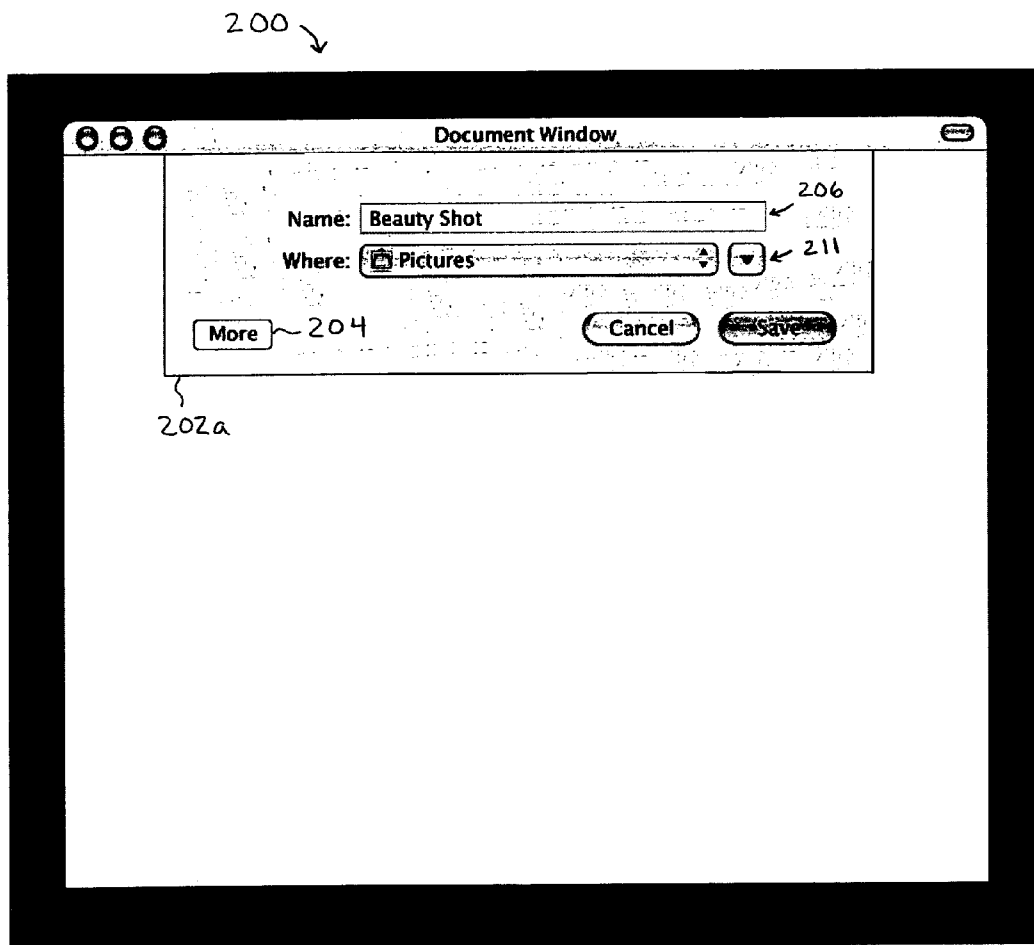 200
Document Window
206
Name: Beauty Shot
211
Where: Pictures
More 204 Cancel Save
202a